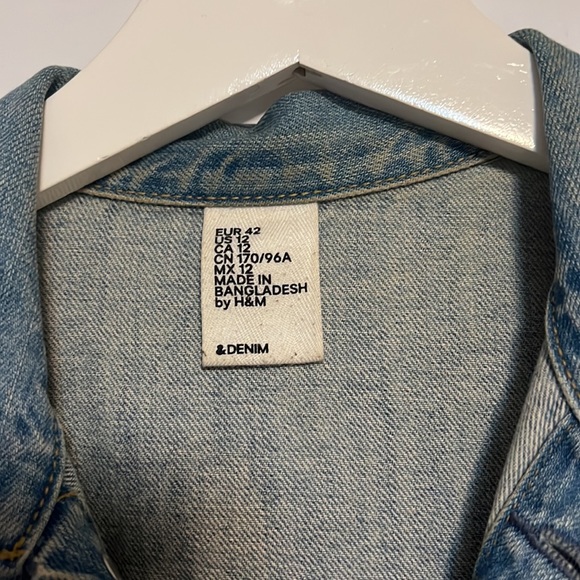 EUR 42
US 12
CA 12
CN 170/96A
MX 12
MADE IN
BANGLADESH
by H&M
&DENIM